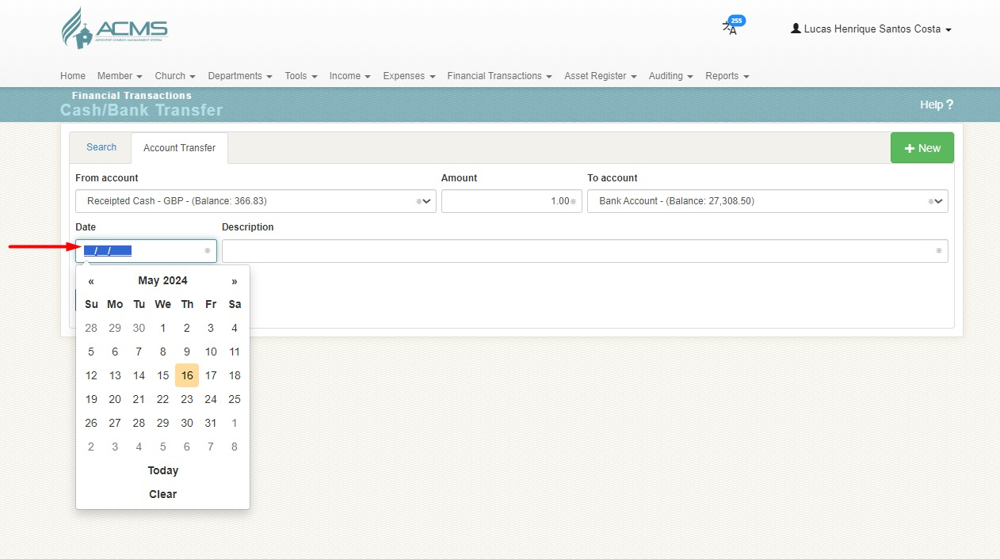 ACMS
ADVENTIST CHURCH MANAGEMENT SYSTEM
255
Lucas Henrique Santos Costa
Home Member Church Departments Tools Income Expenses Financial Transactions Asset Register Auditing Reports
Financial Transactions
Cash/Bank Transfer
Help ?
Search Account Transfer + New
From account Amount To account
Receipted Cash - GBP - (Balance: 366.83) 1.00 Bank Account - (Balance: 27,308.50)
Date Description
__/__/____
« May 2024 »
Su Mo Tu We Th Fr Sa
28 29 30 1 2 3 4
5 6 7 8 9 10 11
12 13 14 15 16 17 18
19 20 21 22 23 24 25
26 27 28 29 30 31 1
2 3 4 5 6 7 8
Today
Clear